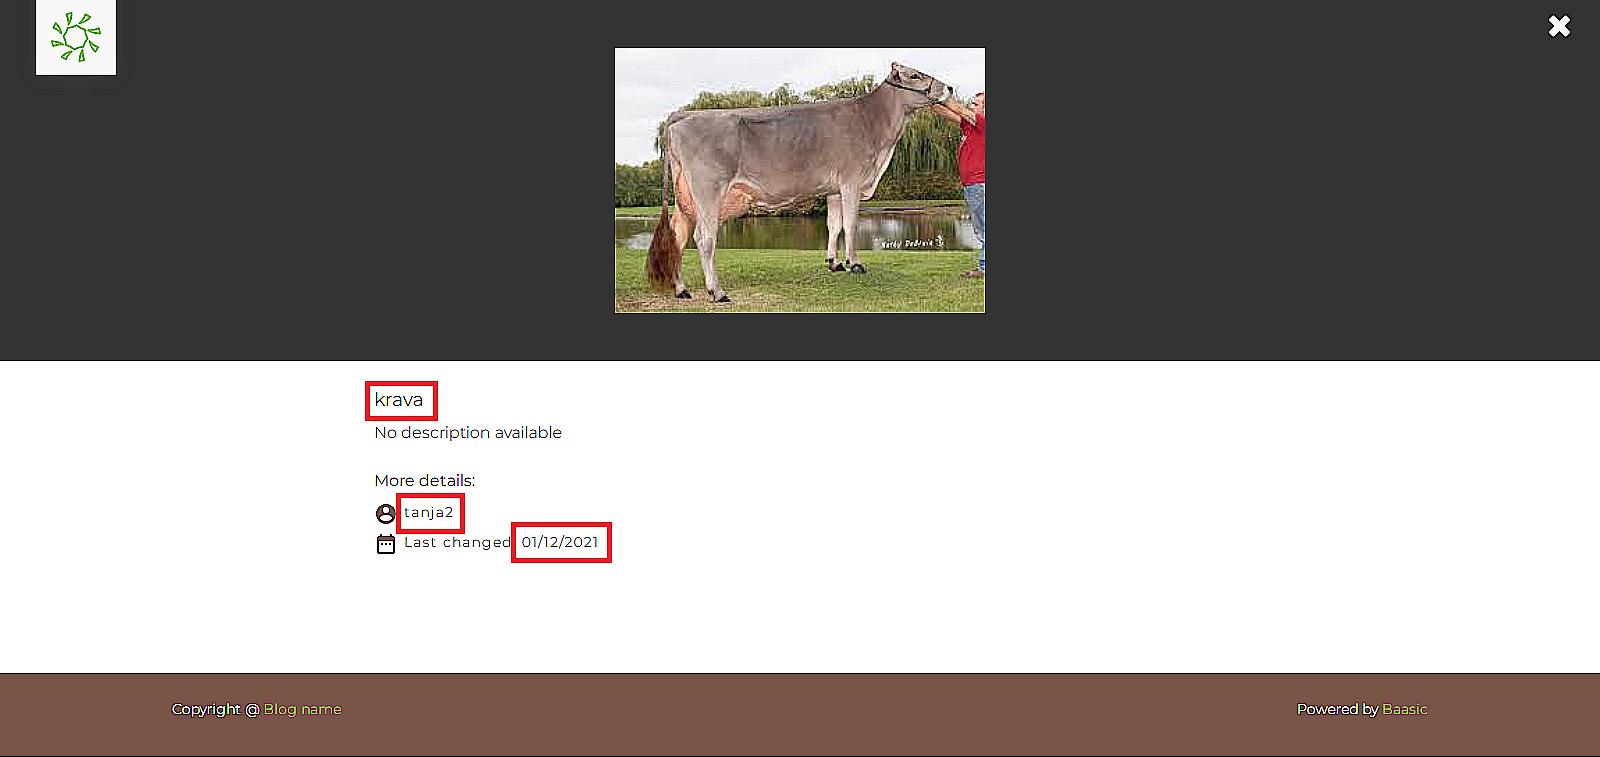 krava
No description available
More details:
tanja2
Last changed 01/12/2021
Copyright @ Blog name
Powered by Baasic